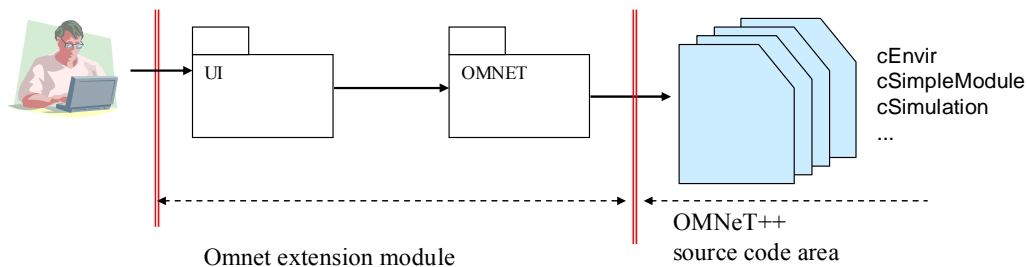 UI
OMNET
cEnvir
cSimpleModule
cSimulation
...
Omnet extension module
OMNeT++
source code area